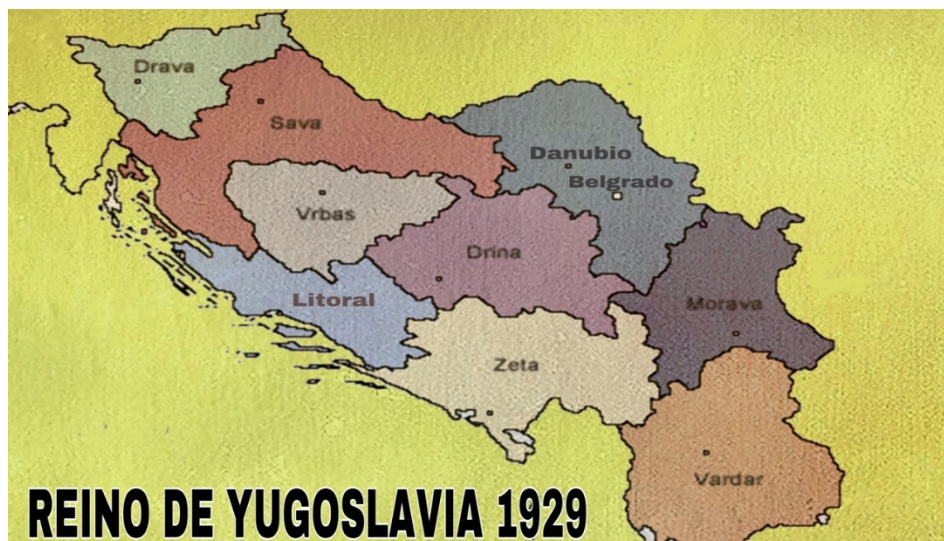 Drava
Sava
Danubio
Belgrado
Vrbas
Drina
Litoral
Morava
Zeta
Vardar
REINO DE YUGOSLAVIA 1929